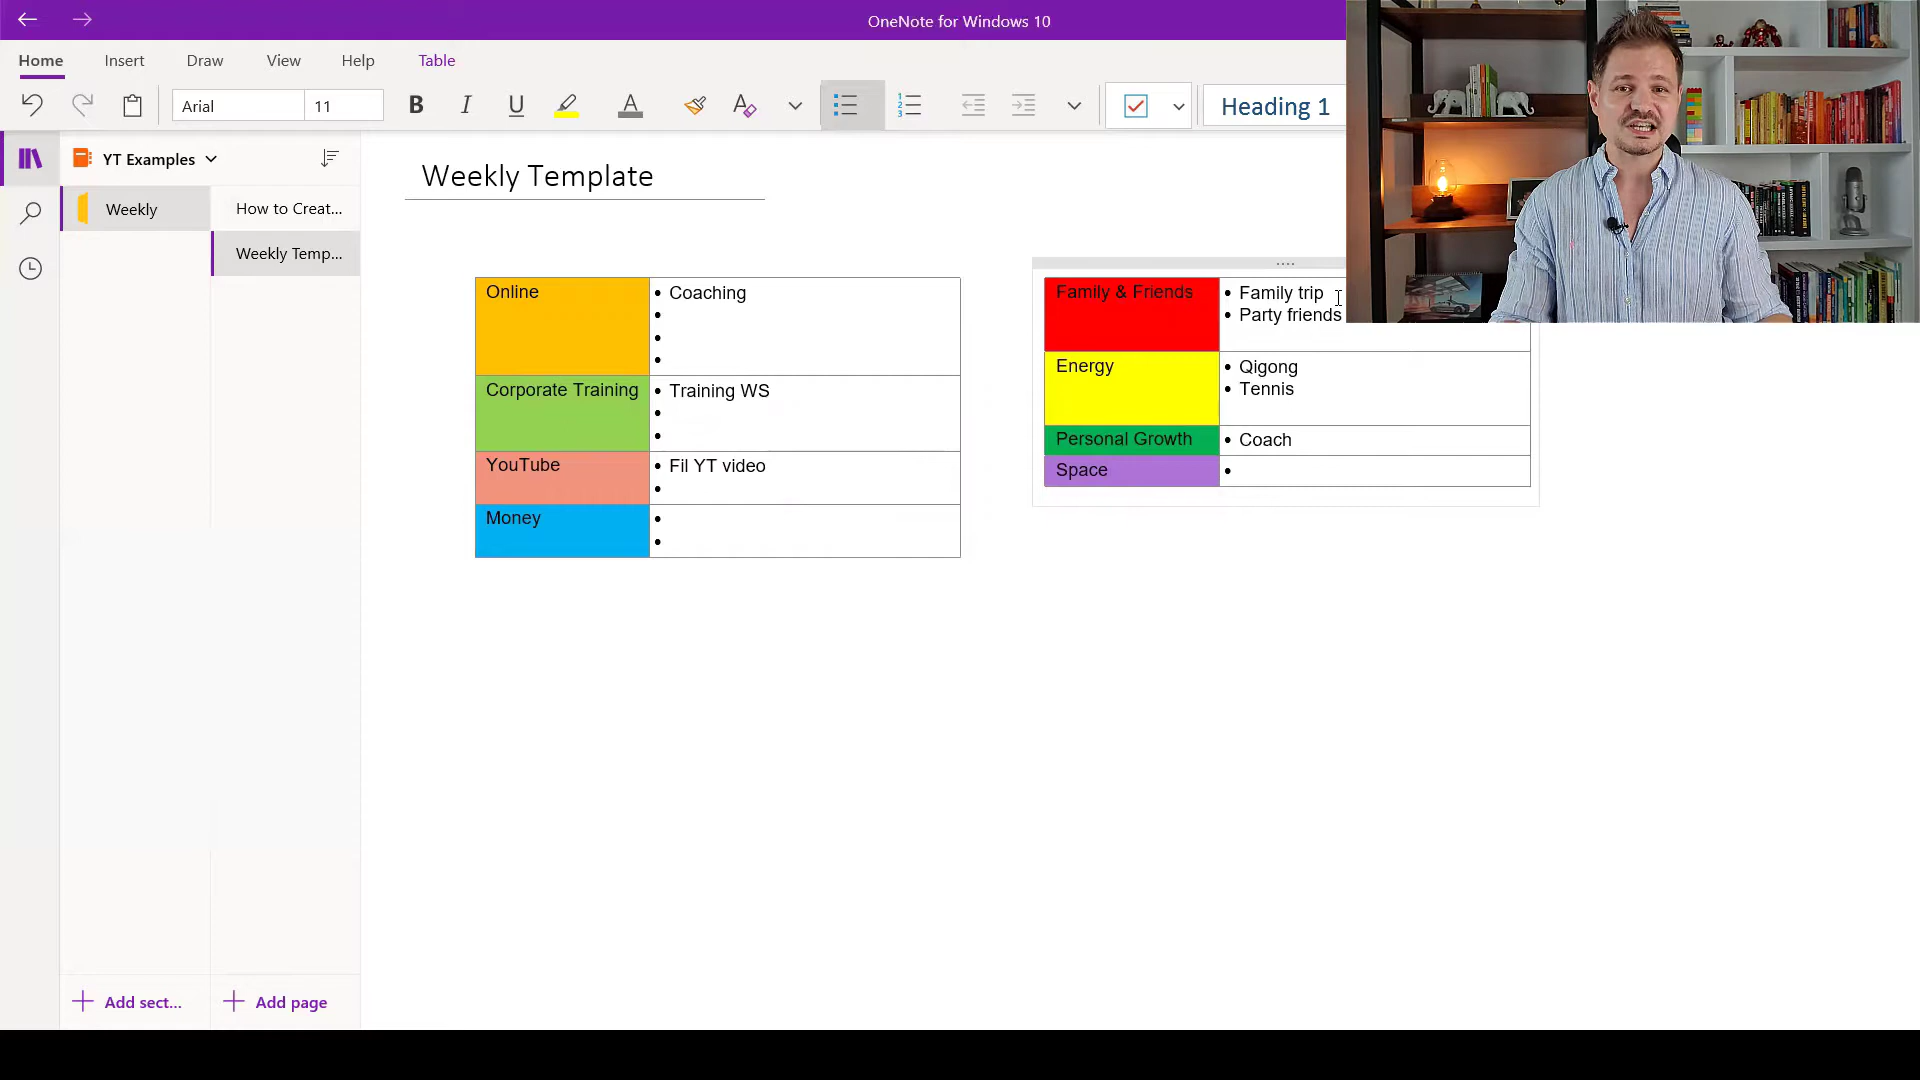 OneNote for Windows 10
Home Insert Draw View Help Table
Arial 11 B I U A A Heading 1
YT Examples
Weekly
How to Creat...
Weekly Temp...
Weekly Template
Online
• Coaching
•
•
•
Corporate Training
• Training WS
•
•
YouTube
• Fil YT video
•
Money
•
•
Family & Friends
• Family trip
• Party friends
Energy
• Qigong
• Tennis
Personal Growth
• Coach
Space
•
+ Add sect...
+ Add page